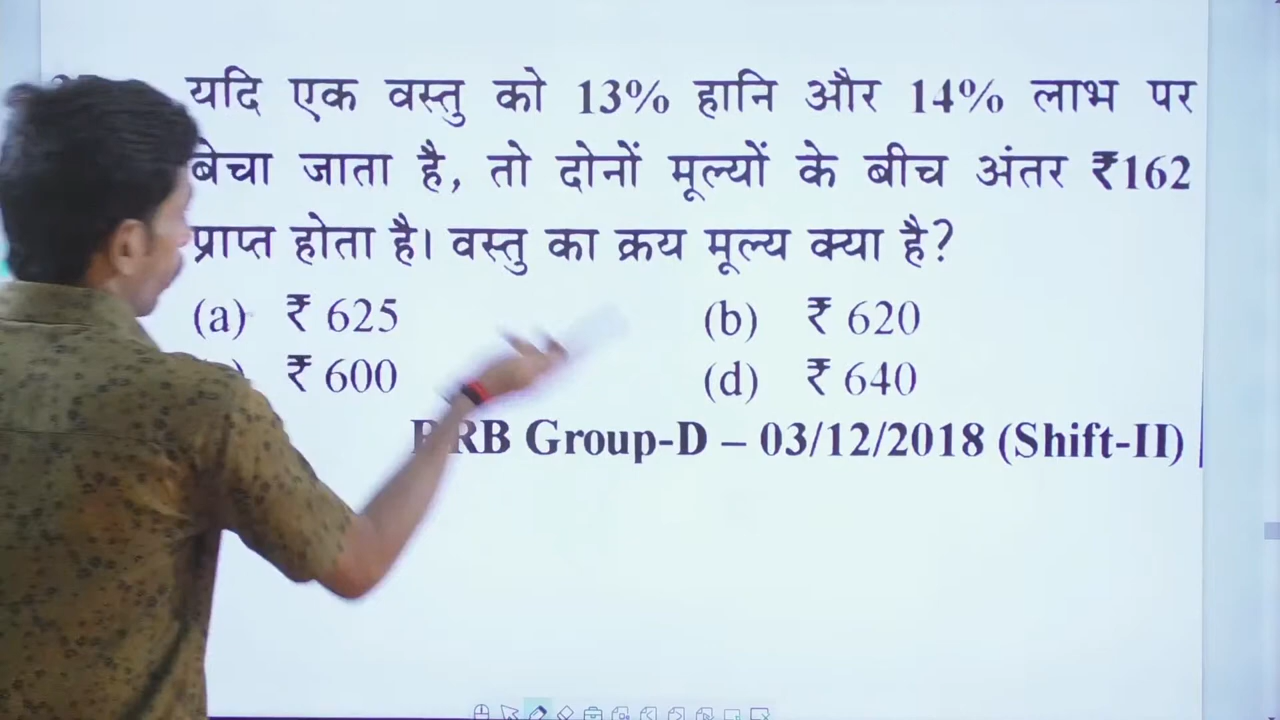 यदि एक वस्तु को 13% हानि और 14% लाभ पर
बेचा जाता है, तो दोनों मूल्यों के बीच अंतर ₹162
प्राप्त होता है। वस्तु का क्रय मूल्य क्या है?
(a) ₹ 625 (b) ₹ 620
₹ 600 (d) ₹ 640
RRB Group-D – 03/12/2018 (Shift-II)